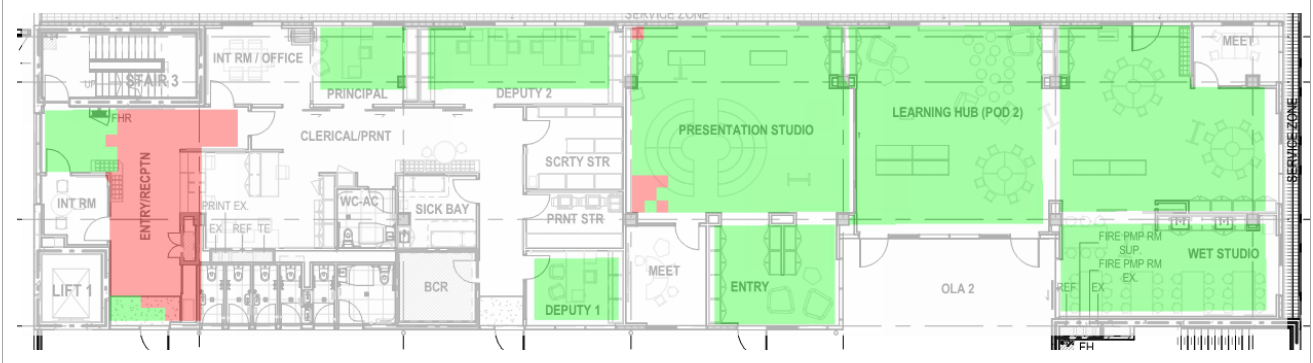 SERVICE ZONE
INT RM / OFFICE
MEET
STAIR 3
UP
PRINCIPAL
DEPUTY 2
FHR
CLERICAL/PRNT
PRESENTATION STUDIO
LEARNING HUB (POD 2)
SERVICE ZONE
SCRTY STR
ENTRY/RECPTN
INT RM
PRINT EX.
WC-AC
SICK BAY
PRNT STR
EX REF TE
FIRE PMP RM
SUP.
FIRE PMP RM
EX.
WET STUDIO
MEET
LIFT 1
BCR
ENTRY
OLA 2
REF EX
DEPUTY 1
FH